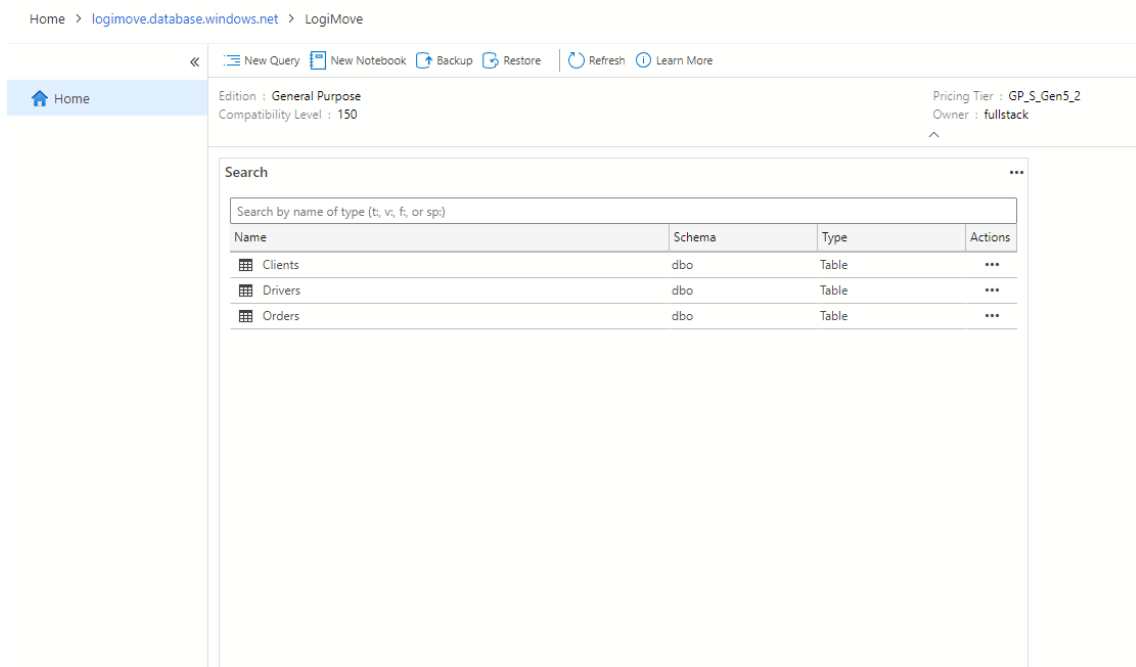 Home > logimove.database.windows.net > LogiMove
New Query New Notebook Backup Restore Refresh Learn More
Home
Edition : General Purpose
Compatibility Level : 150
Pricing Tier : GP_S_Gen5_2
Owner : fullstack
Search
Search by name of type (t:, v:, f:, or sp:)
Name Schema Type Actions
Clients dbo Table
Drivers dbo Table
Orders dbo Table